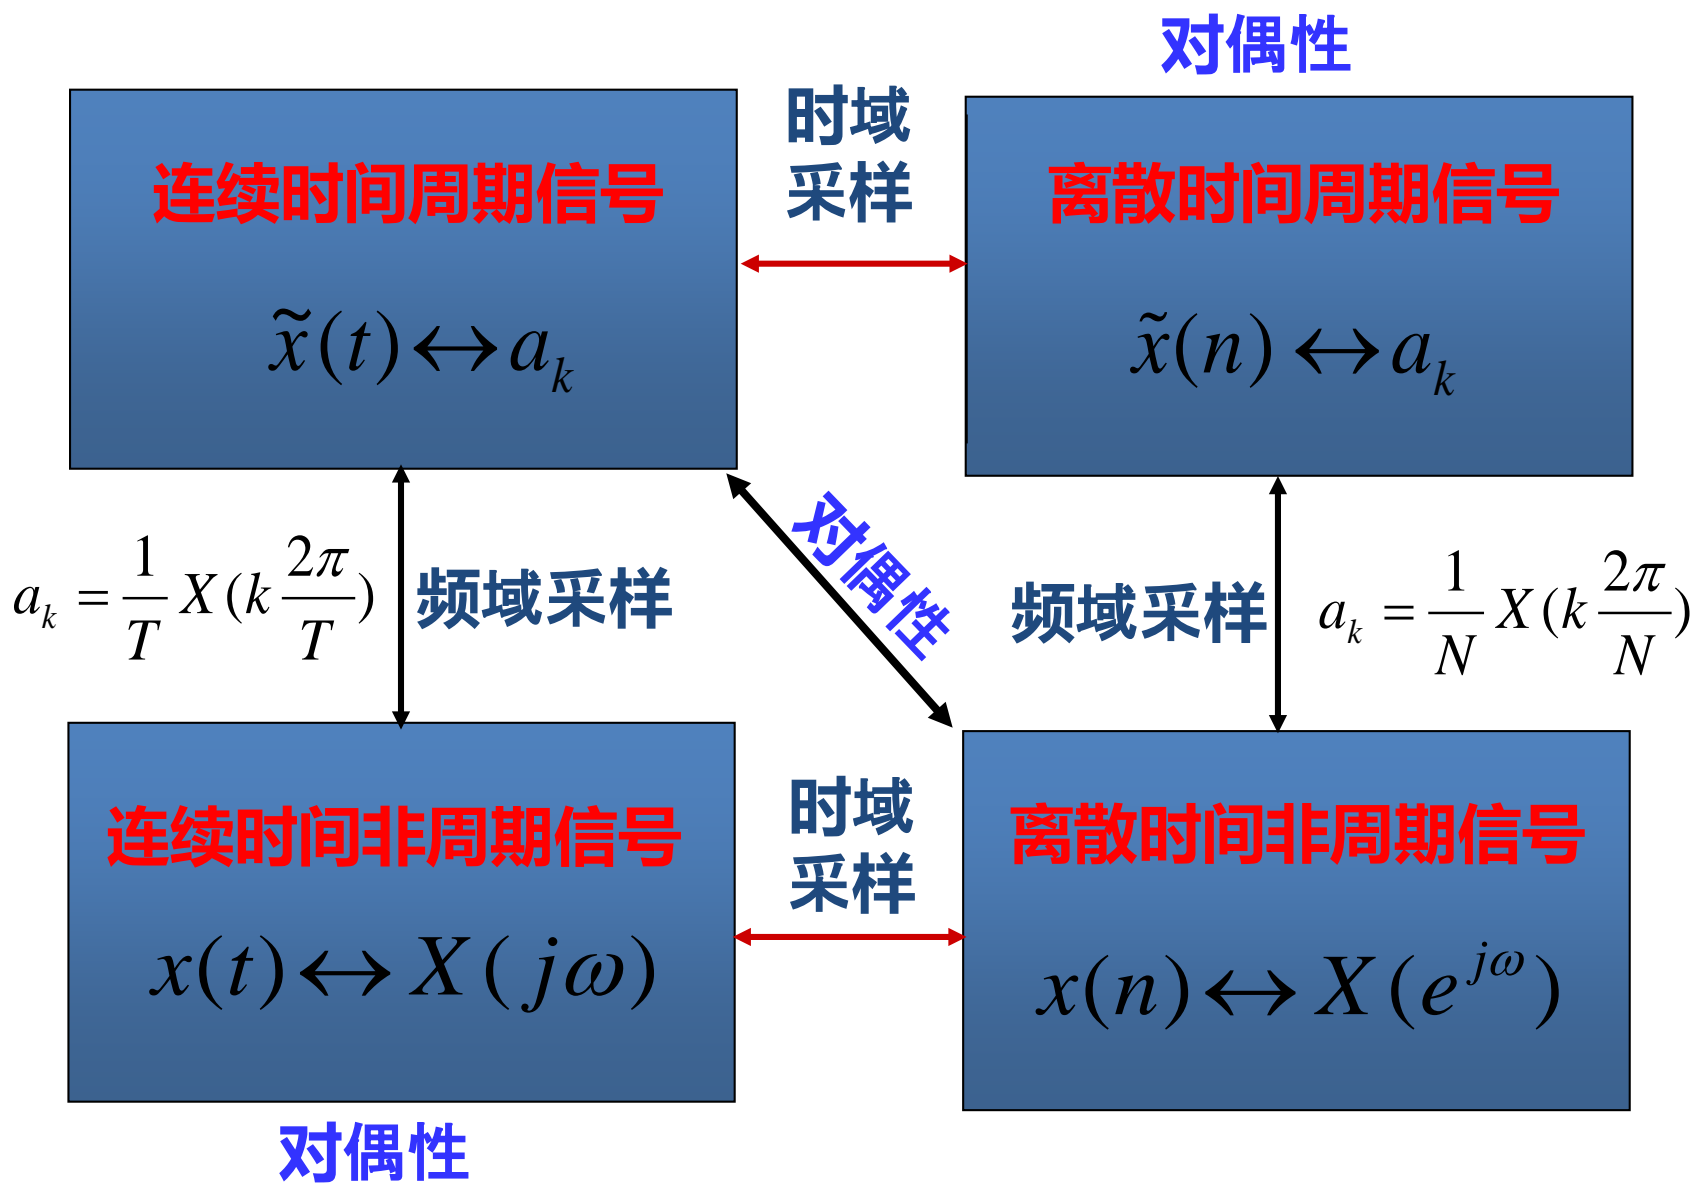 对偶性
连续时间周期信号
x̃(t)↔a_k
时域
采样
离散时间周期信号
x̃(n)↔a_k
a_k = 1/T X(k 2π/T)
频域采样
对偶性
频域采样
a_k = 1/N X(k 2π/N)
连续时间非周期信号
x(t)↔X(jω)
时域
采样
离散时间非周期信号
x(n)↔X(e^{jω})
对偶性